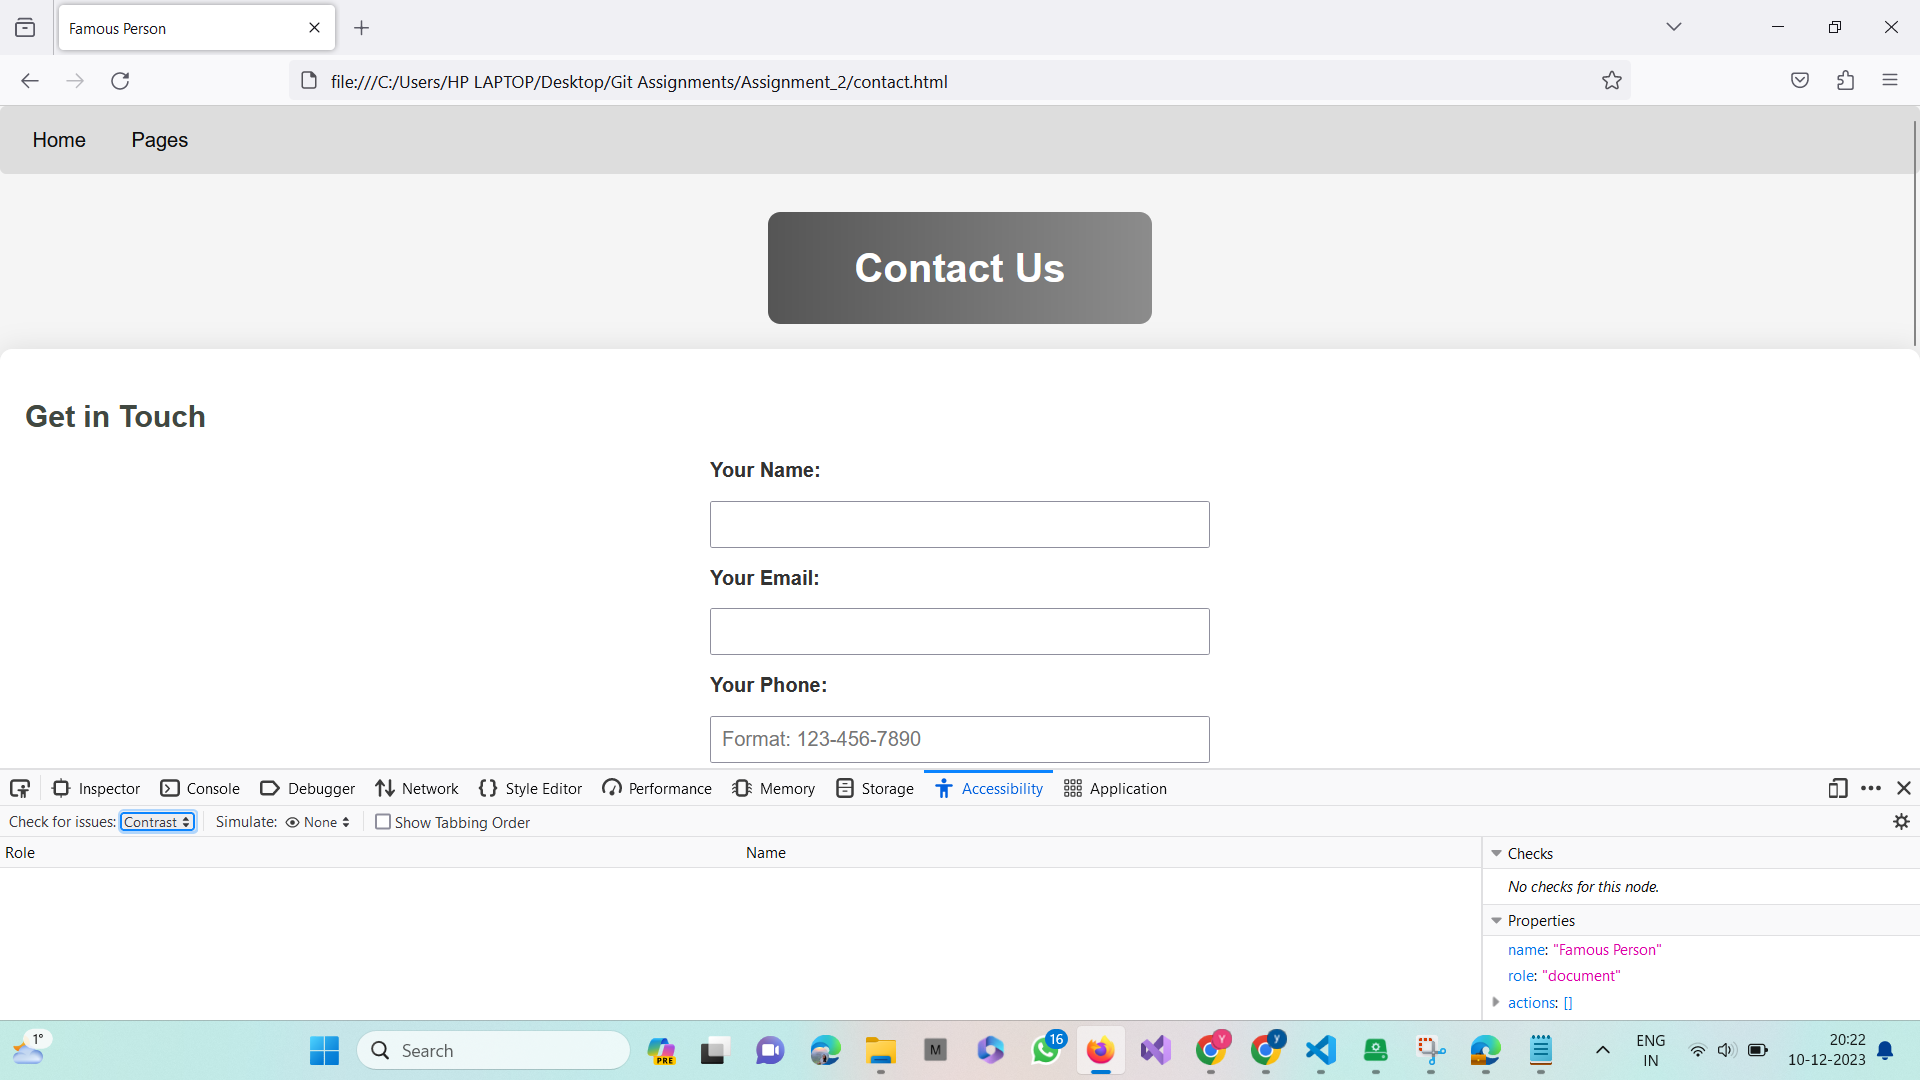 Famous Person
file:///C:/Users/HP LAPTOP/Desktop/Git Assignments/Assignment_2/contact.html
Home Pages
Contact Us
Get in Touch
Your Name:
Your Email:
Your Phone:
Format: 123-456-7890
Inspector Console Debugger Network Style Editor Performance Memory Storage Accessibility Application
Check for issues: Contrast Simulate: None Show Tabbing Order
Role Name
Checks
No checks for this node.
Properties
name: "Famous Person"
role: "document"
actions: []
1°
Search
PRE
M
16
Y
y
ENG
IN
20:22
10-12-2023